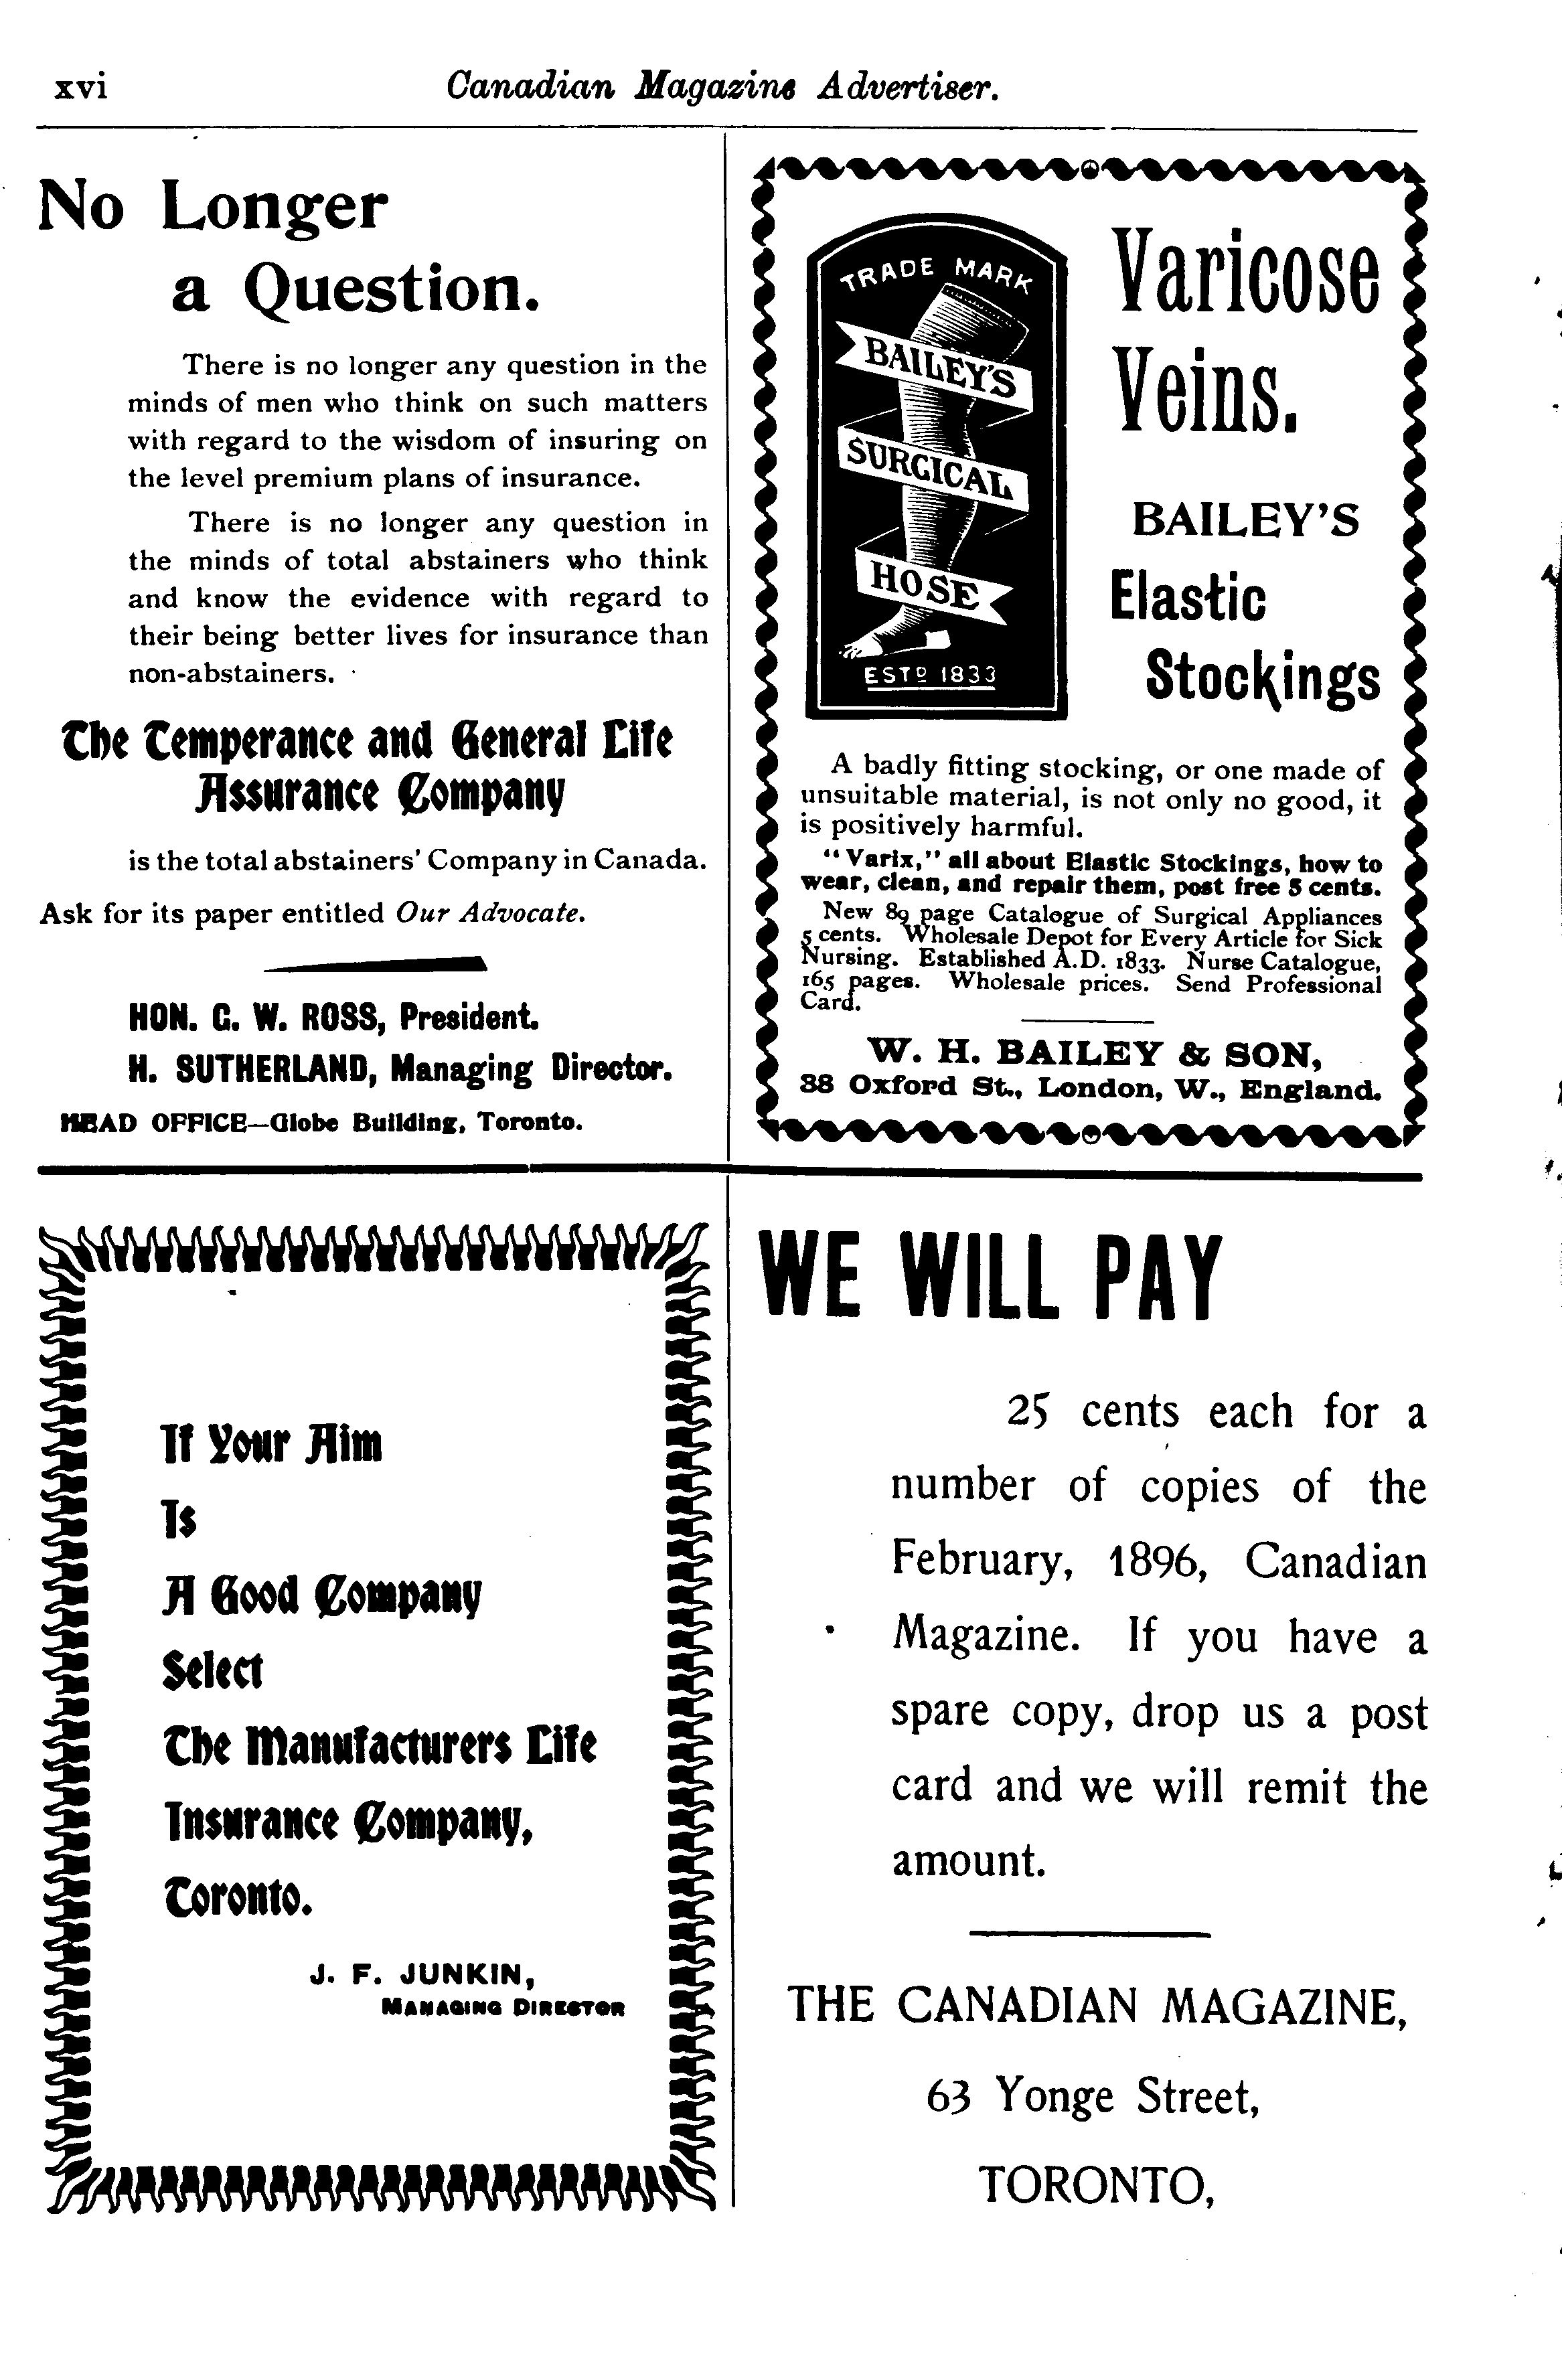 xvi
Canadian Magazine Advertiser.
No Longer
a Question.
There is no longer any question in the
minds of men who think on such matters
with regard to the wisdom of insuring on
the level premium plans of insurance.
There is no longer any question in
the minds of total abstainers who think
and know the evidence with regard to
their being better lives for insurance than
non-abstainers.
The Temperance and General Life
Assurance Company
is the total abstainers' Company in Canada.
Ask for its paper entitled Our Advocate.
HON. G. W. ROSS, President.
H. SUTHERLAND, Managing Director.
HEAD OFFICE—Globe Building, Toronto.
TRADE MARK
BAILEY'S
SURGICAL
HOSE
ESTD 1833
Varicose
Veins.
BAILEY'S
Elastic
Stockings
A badly fitting stocking, or one made of
unsuitable material, is not only no good, it
is positively harmful.
"Varix," all about Elastic Stockings, how to
wear, clean, and repair them, post free 5 cents.
New 89 page Catalogue of Surgical Appliances
5 cents. Wholesale Depot for Every Article for Sick
Nursing. Established A.D. 1833. Nurse Catalogue,
165 pages. Wholesale prices. Send Professional
Card.
W. H. BAILEY & SON,
38 Oxford St., London, W., England.
If Your Aim
Is
A Good Company
Select
The Manufacturers Life
Insurance Company,
Toronto.
J. F. JUNKIN,
MANAGING DIRECTOR
WE WILL PAY
25 cents each for a
number of copies of the
February, 1896, Canadian
Magazine. If you have a
spare copy, drop us a post
card and we will remit the
amount.
THE CANADIAN MAGAZINE,
63 Yonge Street,
TORONTO,